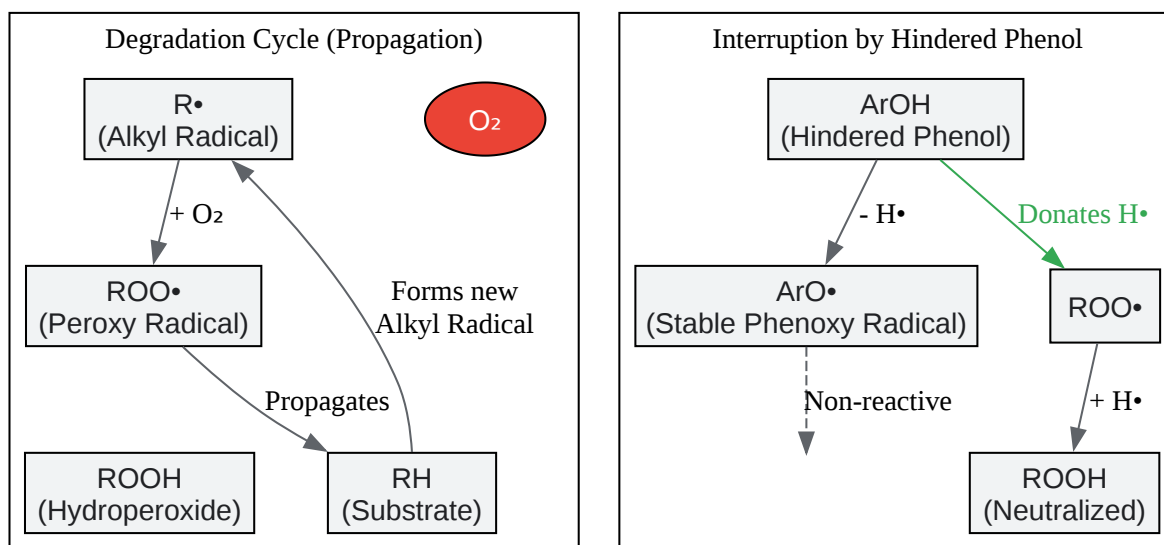 Degradation Cycle (Propagation)
R•
(Alkyl Radical)
O₂
+ O₂
ROO•
(Peroxy Radical)
Forms new
Alkyl Radical
Propagates
ROOH
(Hydroperoxide)
RH
(Substrate)
Interruption by Hindered Phenol
ArOH
(Hindered Phenol)
- H•
Donates H•
ArO•
(Stable Phenoxy Radical)
ROO•
Non-reactive
+ H•
ROOH
(Neutralized)